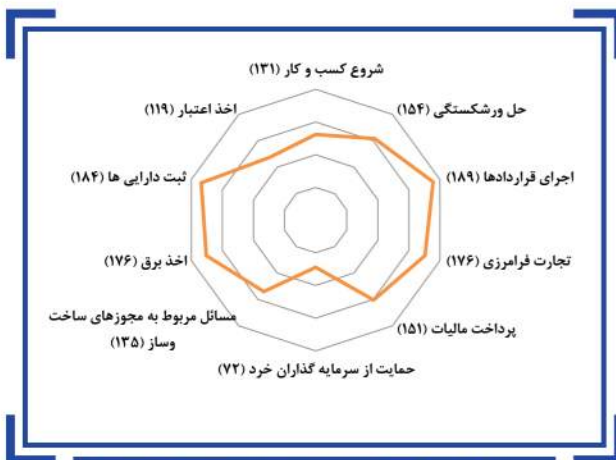 شروع کسب و کار (۱۳۱)
حل ورشکستگی (۱۵۴)
اخذ اعتبار (۱۱۹)
اجرای قراردادها (۱۸۹)
ثبت دارایی ها (۱۸۴)
تجارت فرامرزی (۱۷۶)
اخذ برق (۱۷۶)
پرداخت مالیات (۱۵۱)
مسائل مربوط به مجوزهای ساخت
وساز (۱۳۵)
حمایت از سرمایه گذاران خرد (۷۲)